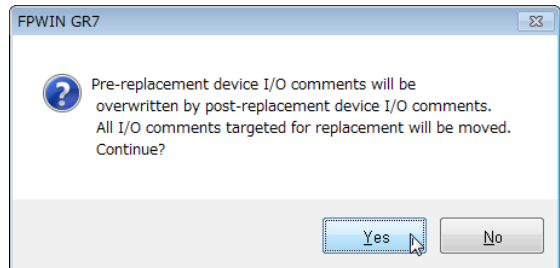 FPWIN GR7
Pre-replacement device I/O comments will be
overwritten by post-replacement device I/O comments.
All I/O comments targeted for replacement will be moved.
Continue?
Yes
No